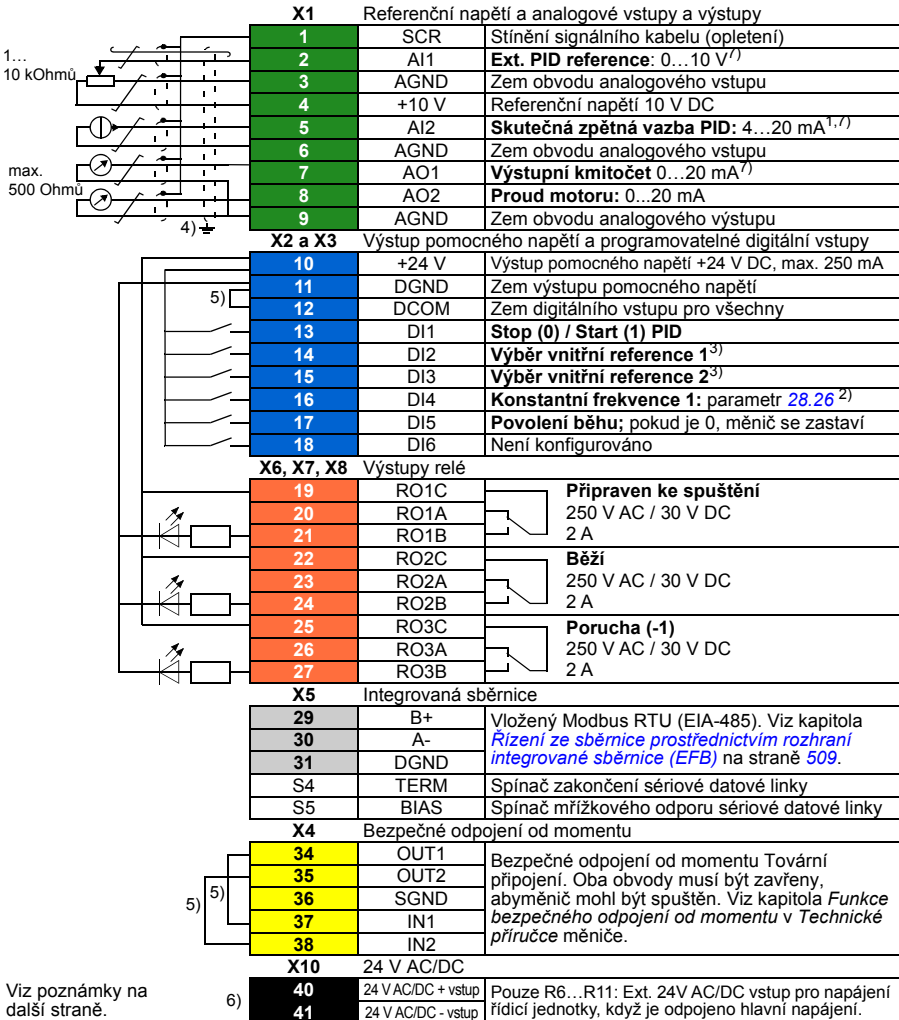 X1 Referenční napětí a analogové vstupy a výstupy
1 SCR Stínění signálního kabelu (opletení)
1…
10 kOhmů
2 AI1 Ext. PID reference: 0…10 V7)
3 AGND Zem obvodu analogového vstupu
4 +10 V Referenční napětí 10 V DC
5 AI2 Skutečná zpětná vazba PID: 4…20 mA1,7)
6 AGND Zem obvodu analogového vstupu
max.
500 Ohmů
7 AO1 Výstupní kmitočet 0…20 mA7)
8 AO2 Proud motoru: 0...20 mA
4) 9 AGND Zem obvodu analogového výstupu
X2 a X3 Výstup pomocného napětí a programovatelné digitální vstupy
10 +24 V Výstup pomocného napětí +24 V DC, max. 250 mA
11 DGND Zem výstupu pomocného napětí
5) 12 DCOM Zem digitálního vstupu pro všechny
13 DI1 Stop (0) / Start (1) PID
14 DI2 Výběr vnitřní reference 13)
15 DI3 Výběr vnitřní reference 23)
16 DI4 Konstantní frekvence 1: parametr 28.26 2)
17 DI5 Povolení běhu; pokud je 0, měnič se zastaví
18 DI6 Není konfigurováno
X6, X7, X8 Výstupy relé
19 RO1C Připraven ke spuštění
20 RO1A 250 V AC / 30 V DC
21 RO1B 2 A
22 RO2C Běží
23 RO2A 250 V AC / 30 V DC
24 RO2B 2 A
25 RO3C Porucha (-1)
26 RO3A 250 V AC / 30 V DC
27 RO3B 2 A
X5 Integrovaná sběrnice
29 B+ Vložený Modbus RTU (EIA-485). Viz kapitola
30 A- Řízení ze sběrnice prostřednictvím rozhraní
31 DGND integrované sběrnice (EFB) na straně 509.
S4 TERM Spínač zakončení sériové datové linky
S5 BIAS Spínač mřížkového odporu sériové datové linky
X4 Bezpečné odpojení od momentu
34 OUT1 Bezpečné odpojení od momentu Tovární
35 OUT2 připojení. Oba obvody musí být zavřeny,
5) 5) 36 SGND abyměnič mohl být spuštěn. Viz kapitola Funkce
37 IN1 bezpečného odpojení od momentu v Technické
38 IN2 příručce měniče.
X10 24 V AC/DC
Viz poznámky na
další straně.
6) 40 24 V AC/DC + vstup Pouze R6…R11: Ext. 24V AC/DC vstup pro napájení
41 24 V AC/DC - vstup řídicí jednotky, když je odpojeno hlavní napájení.